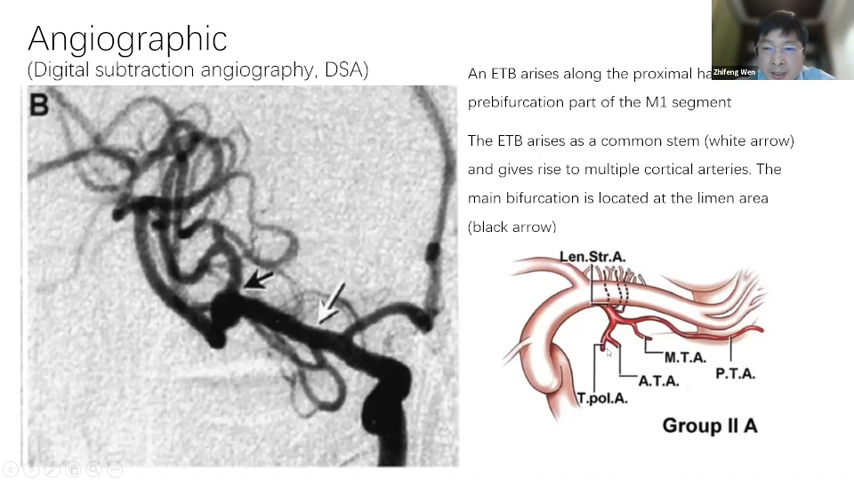 Angiographic
(Digital subtraction angiography, DSA)
B
Zhifeng Wen
An ETB arises along the proximal
prebifurcation part of the M1 segment
The ETB arises as a common stem (white arrow)
and gives rise to multiple cortical arteries. The
main bifurcation is located at the limen area
(black arrow)
Len.Str.A.
M.T.A.
P.T.A.
A.T.A.
T.pol.A.
Group II A